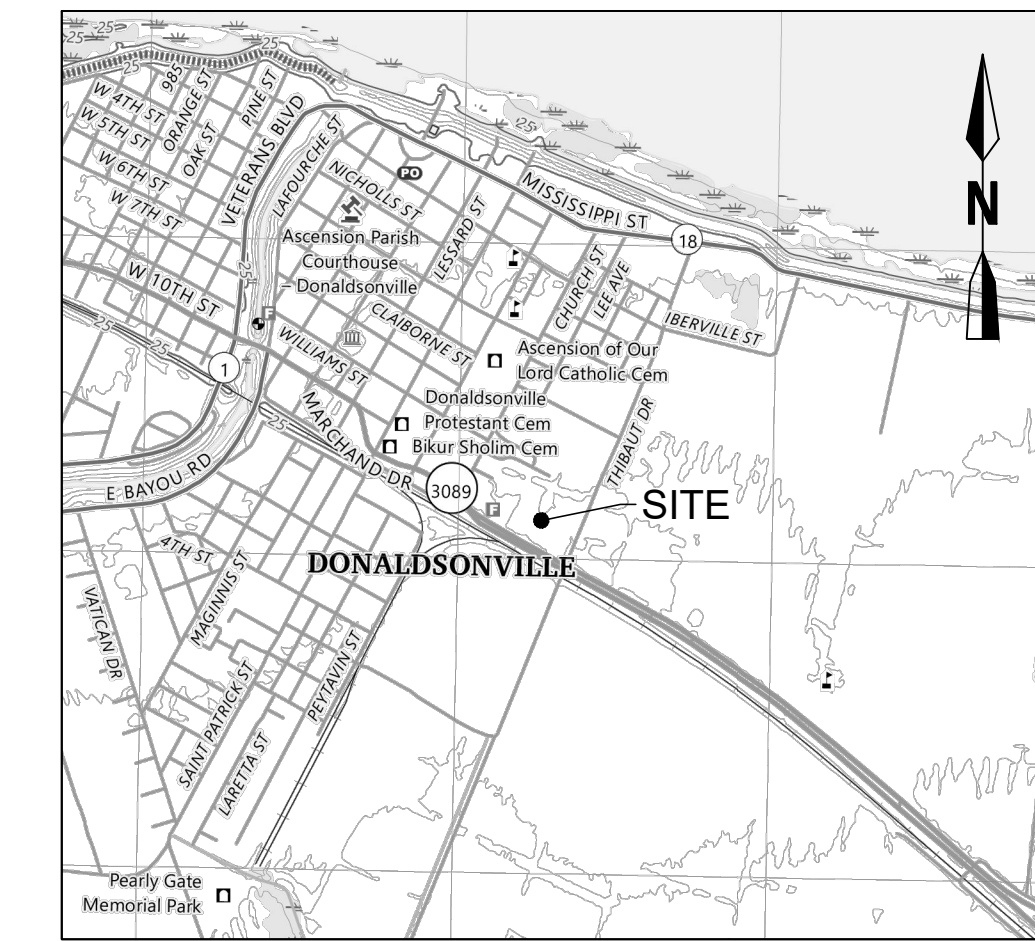 25
25
25
985
W 4TH ST
W 5TH ST
W 6TH ST
W 7TH ST
W 10TH ST
ORANGE ST
OAK ST
PINE ST
VETERANS BLVD
LAFOURCHE ST
NICHOLLS ST
PO
LESSARD ST
MISSISSIPPI ST
25
18
N
Ascension Parish
Courthouse
– Donaldsonville
CHURCH ST
LEE AVE
IBERVILLE ST
25
25
25
F
1
WILLIAMS ST
CLAIBORNE ST
Ascension of Our
Lord Catholic Cem
Donaldsonville
Protestant Cem
Bikur Sholim Cem
MARCHAND DR
25
THIBAUT DR
3089
F
SITE
E BAYOU RD
DONALDSONVILLE
4TH ST
MAGINNIS ST
VATICAN DR
SAINT PATRICK ST
LARETTA ST
PEYTAVIN ST
Pearly Gate
Memorial Park